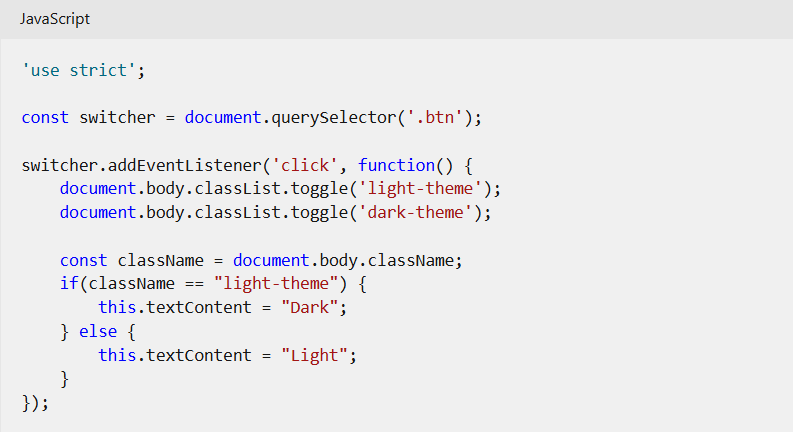 JavaScript
'use strict';
const switcher = document.querySelector('.btn');
switcher.addEventListener('click', function() {
    document.body.classList.toggle('light-theme');
    document.body.classList.toggle('dark-theme');
    const className = document.body.className;
    if(className == "light-theme") {
        this.textContent = "Dark";
    } else {
        this.textContent = "Light";
    }
});